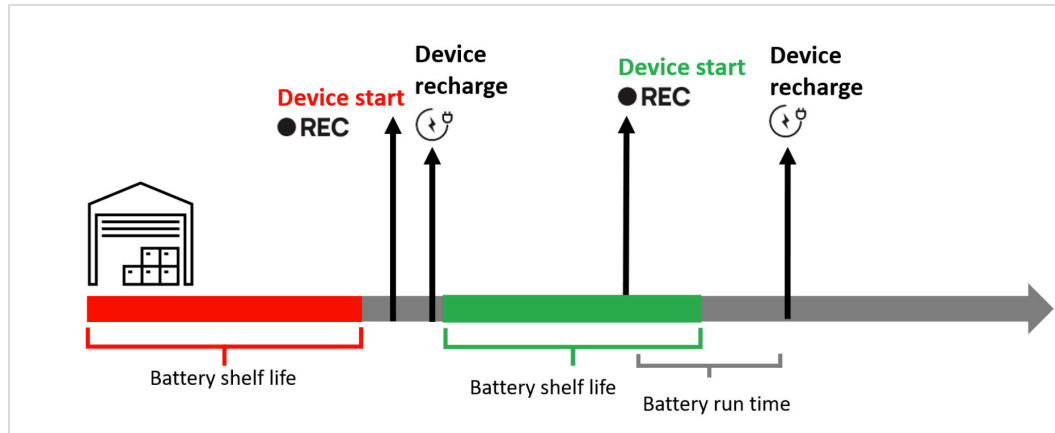 Device start
REC
Device
recharge
Device start
REC
Device
recharge
Battery shelf life
Battery shelf life
Battery run time